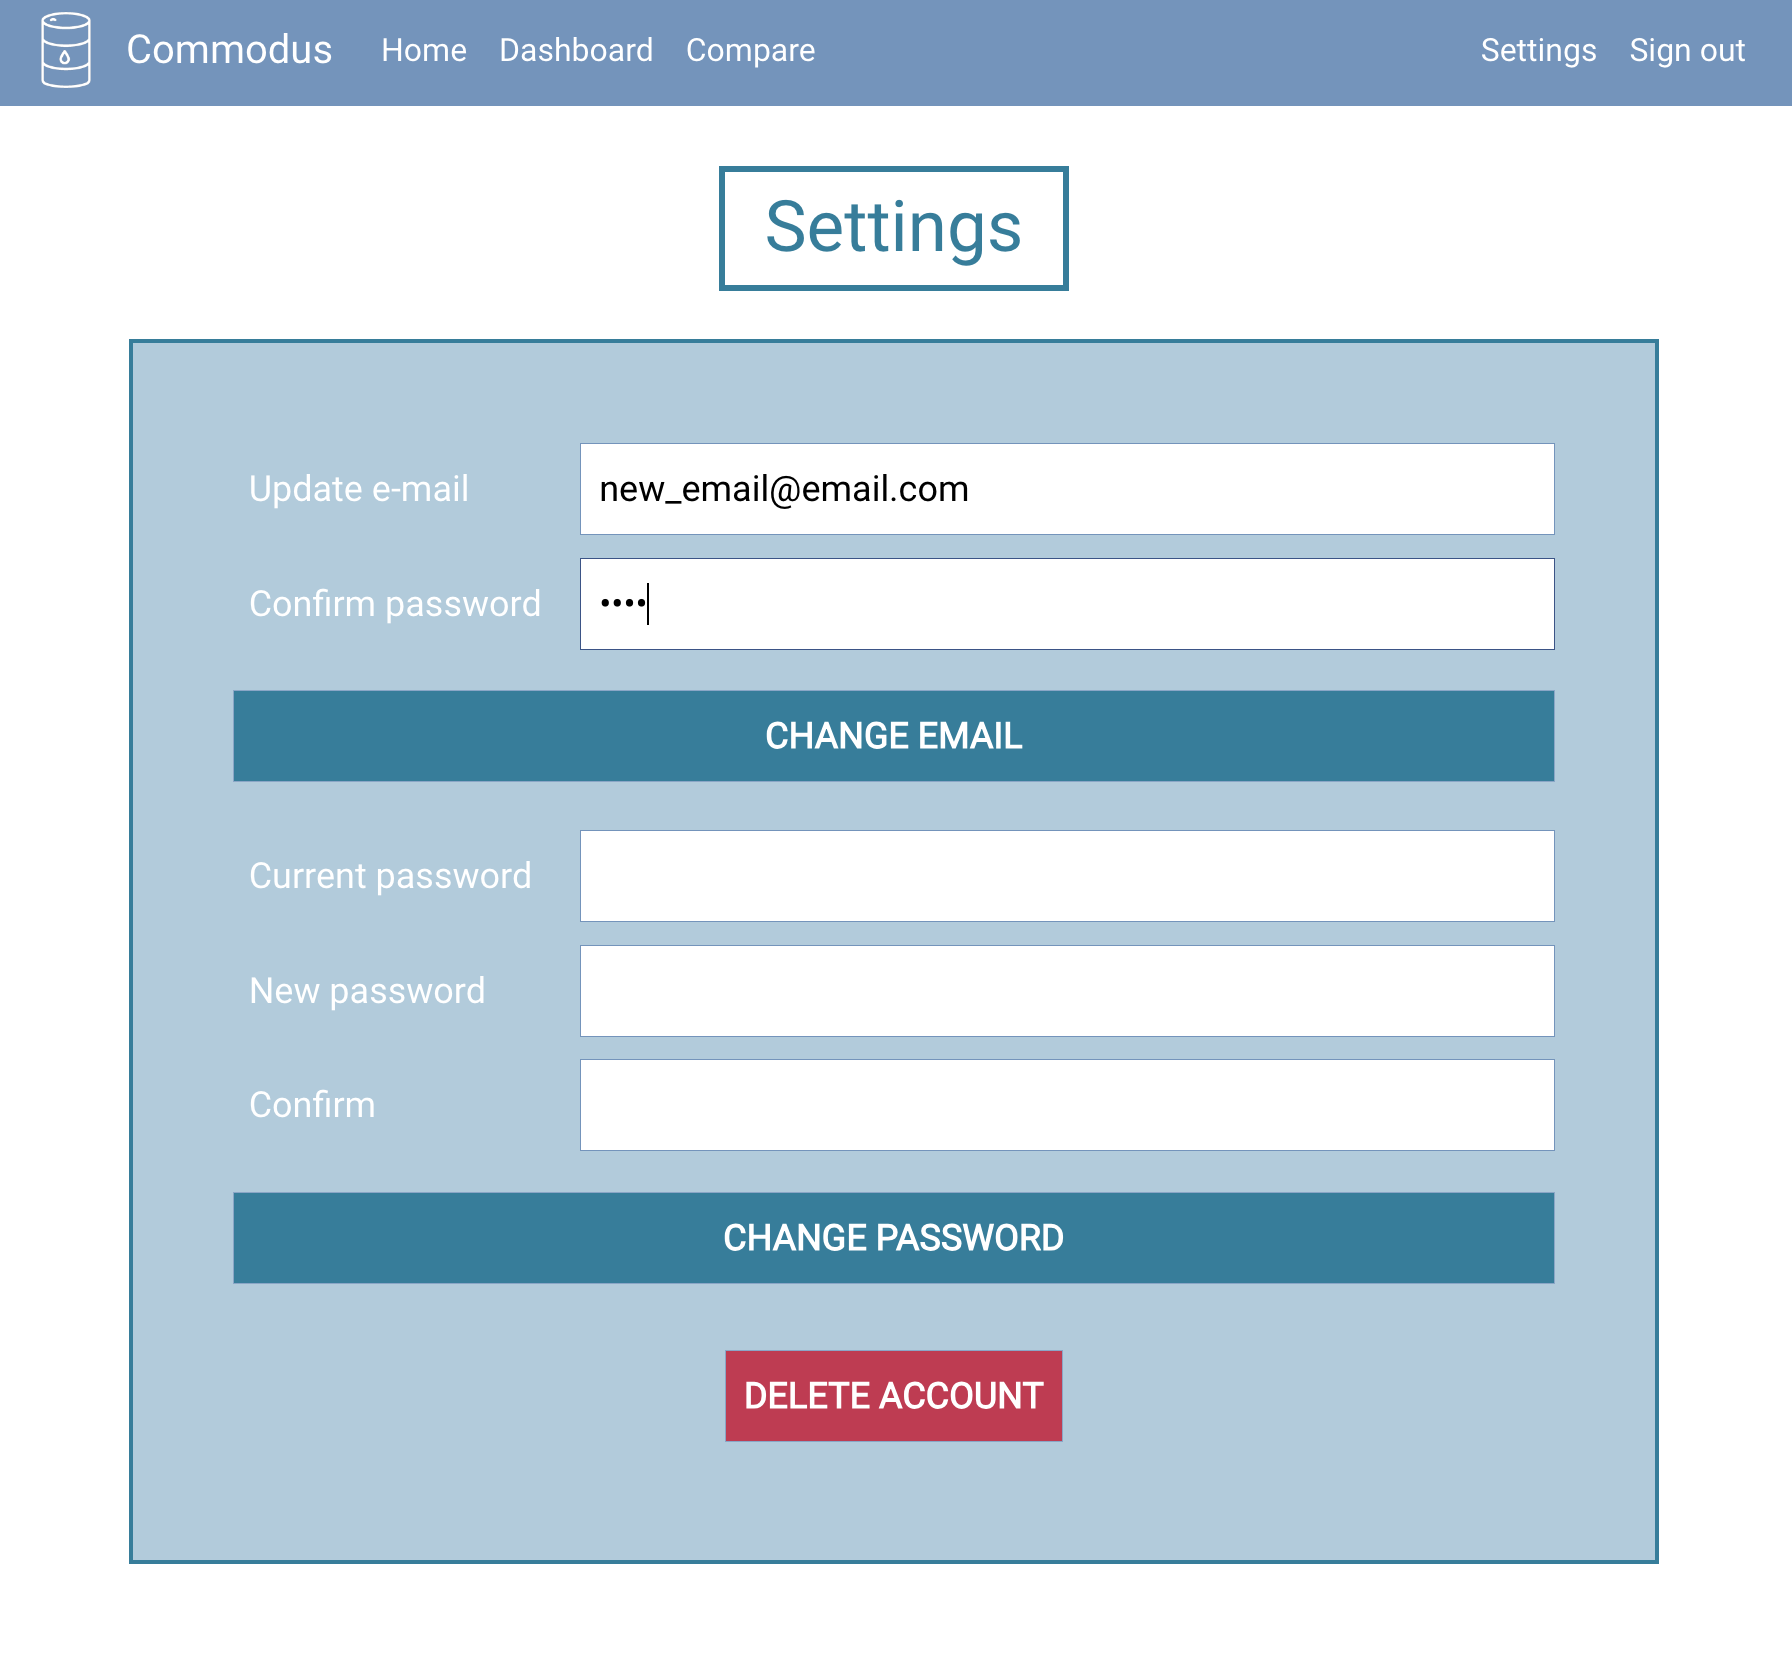 Commodus Home Dashboard Compare Settings Sign out
Settings
Update e-mail new_email@email.com
Confirm password ••••
CHANGE EMAIL
Current password
New password
Confirm
CHANGE PASSWORD
DELETE ACCOUNT